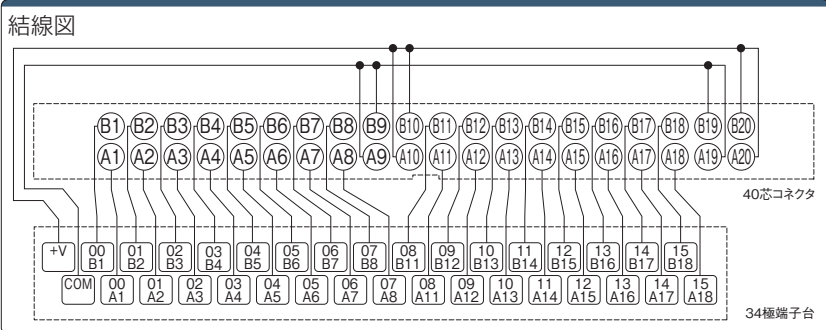 結線図
B1 B2 B3 B4 B5 B6 B7 B8 B9 B10 B11 B12 B13 B14 B15 B16 B17 B18 B19 B20
A1 A2 A3 A4 A5 A6 A7 A8 A9 A10 A11 A12 A13 A14 A15 A16 A17 A18 A19 A20
40芯コネクタ
+V 00 01 02 03 04 05 06 07 08 09 10 11 12 13 14 15
B1 B2 B3 B4 B5 B6 B7 B8 B11 B12 B13 B14 B15 B16 B17 B18
COM 00 01 02 03 04 05 06 07 08 09 10 11 12 13 14 15
A1 A2 A3 A4 A5 A6 A7 A8 A11 A12 A13 A14 A15 A16 A17 A18
34極端子台